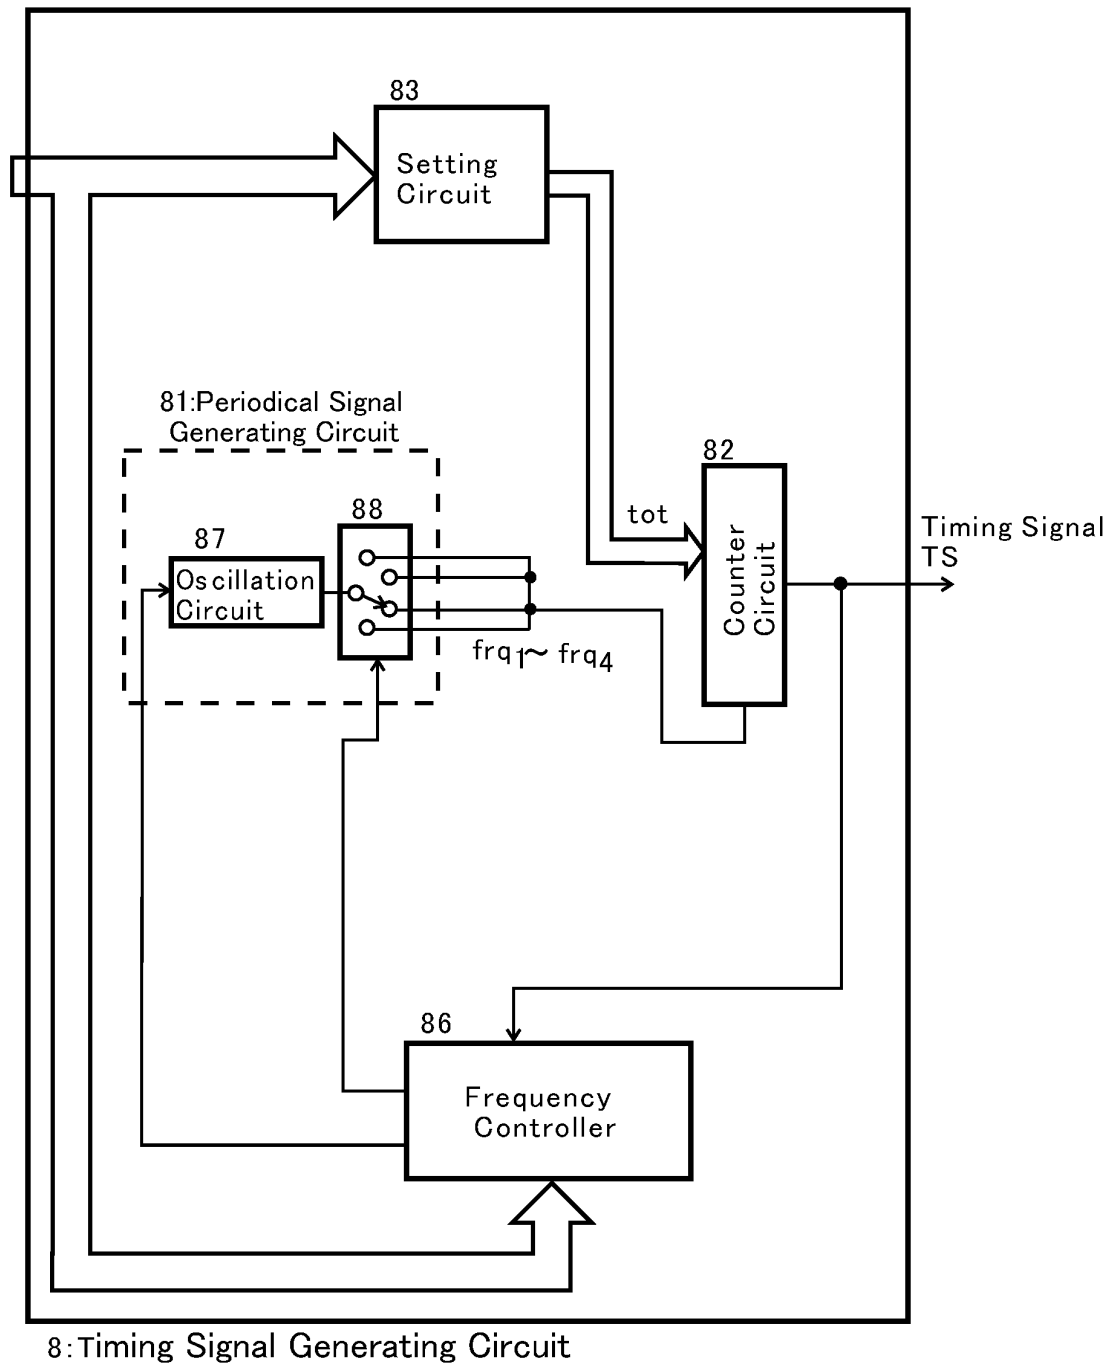 83
Setting
Circuit
81:Periodical Signal
Generating Circuit
82
88
tot
87
Timing Signal
TS
Oscillation
Circuit
Counter
Circuit
frq1~ frq4
86
Frequency
Controller
8:Timing Signal Generating Circuit